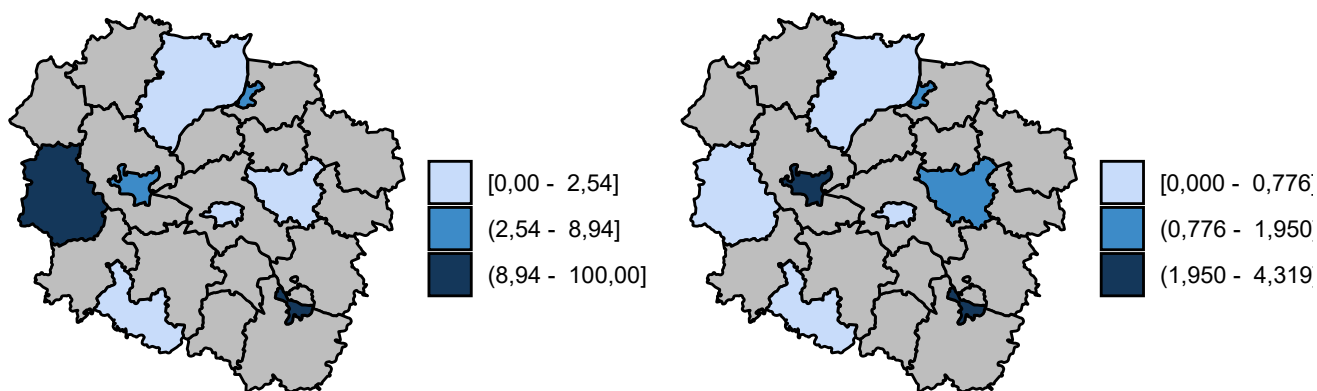 [0,00 - 2,54]
(2,54 - 8,94]
(8,94 - 100,00]
[0,000 - 0,776]
(0,776 - 1,950]
(1,950 - 4,319]